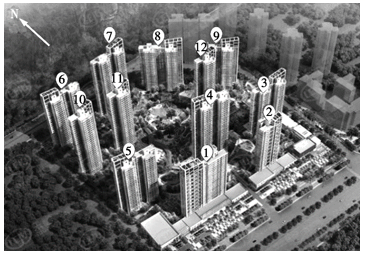 N
⑦ ⑧ ⑨
⑫
⑥ ⑪ ③
⑩ ④
②
⑤ ①